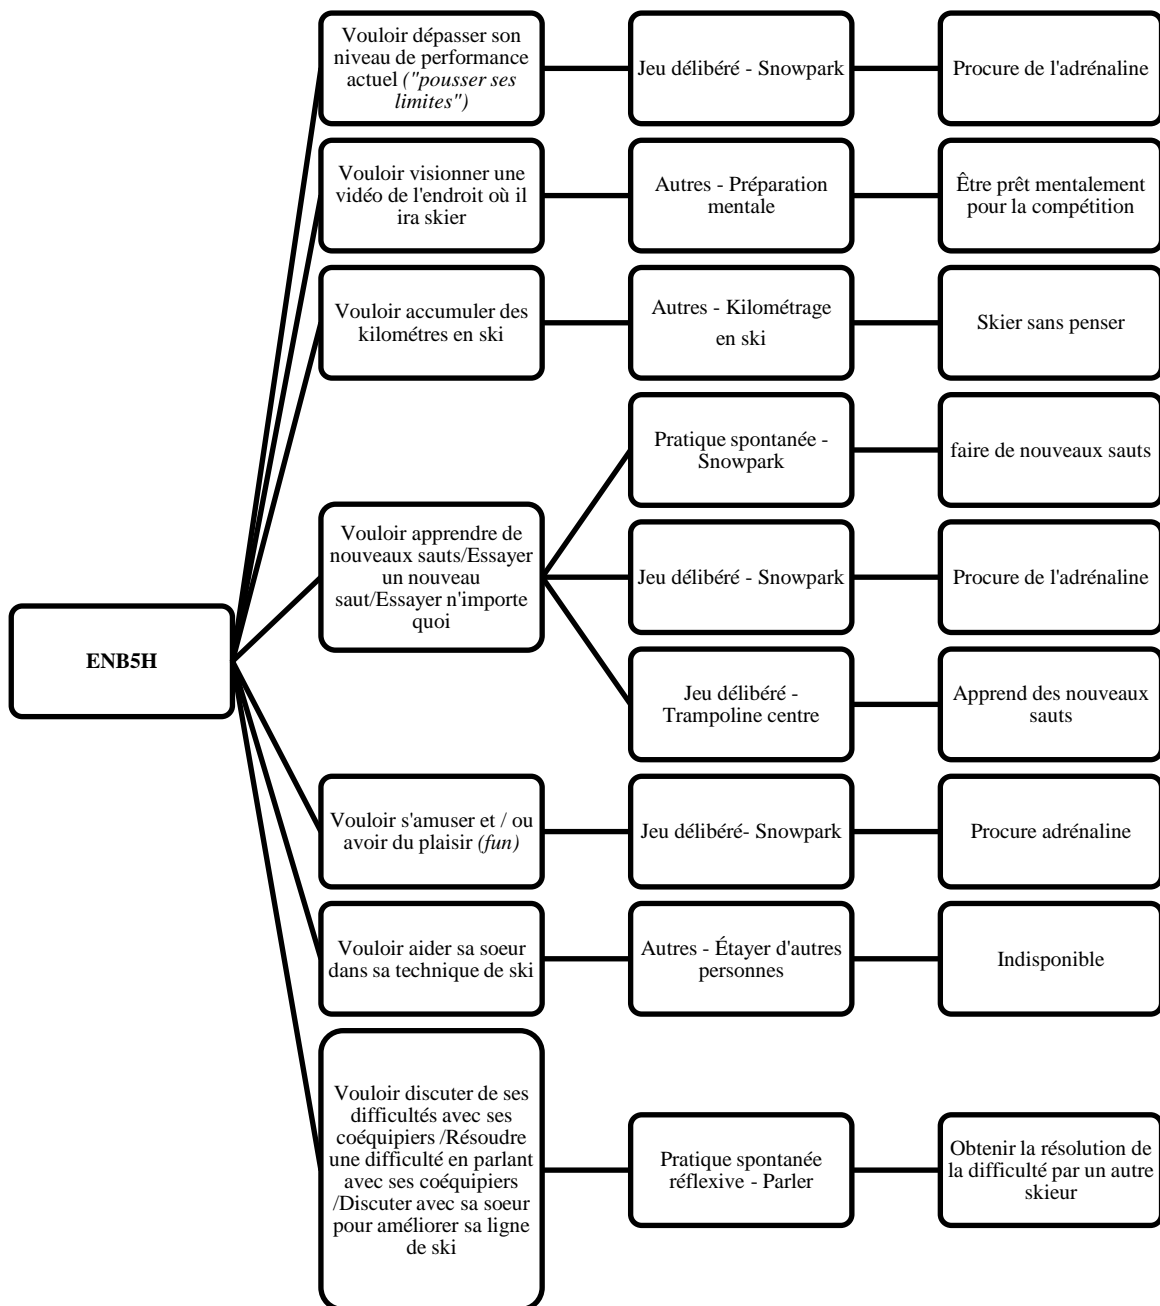 Vouloir dépasser son
niveau de performance
actuel ("pousser ses
limites")
Jeu délibéré - Snowpark
Procure de l'adrénaline
Vouloir visionner une
vidéo de l'endroit où il
ira skier
Autres - Préparation
mentale
Être prêt mentalement
pour la compétition
Vouloir accumuler des
kilométres en ski
Autres - Kilométrage
en ski
Skier sans penser
ENB5H
Vouloir apprendre de
nouveaux sauts/Essayer
un nouveau
saut/Essayer n'importe
quoi
Pratique spontanée -
Snowpark
faire de nouveaux sauts
Jeu délibéré - Snowpark
Procure de l'adrénaline
Jeu délibéré -
Trampoline centre
Apprend des nouveaux
sauts
Vouloir s'amuser et / ou
avoir du plaisir (fun)
Jeu délibéré- Snowpark
Procure adrénaline
Vouloir aider sa soeur
dans sa technique de ski
Autres - Étayer d'autres
personnes
Indisponible
Vouloir discuter de ses
difficultés avec ses
coéquipiers /Résoudre
une difficulté en parlant
avec ses coéquipiers
/Discuter avec sa soeur
pour améliorer sa ligne
de ski
Pratique spontanée
réflexive - Parler
Obtenir la résolution de
la difficulté par un autre
skieur